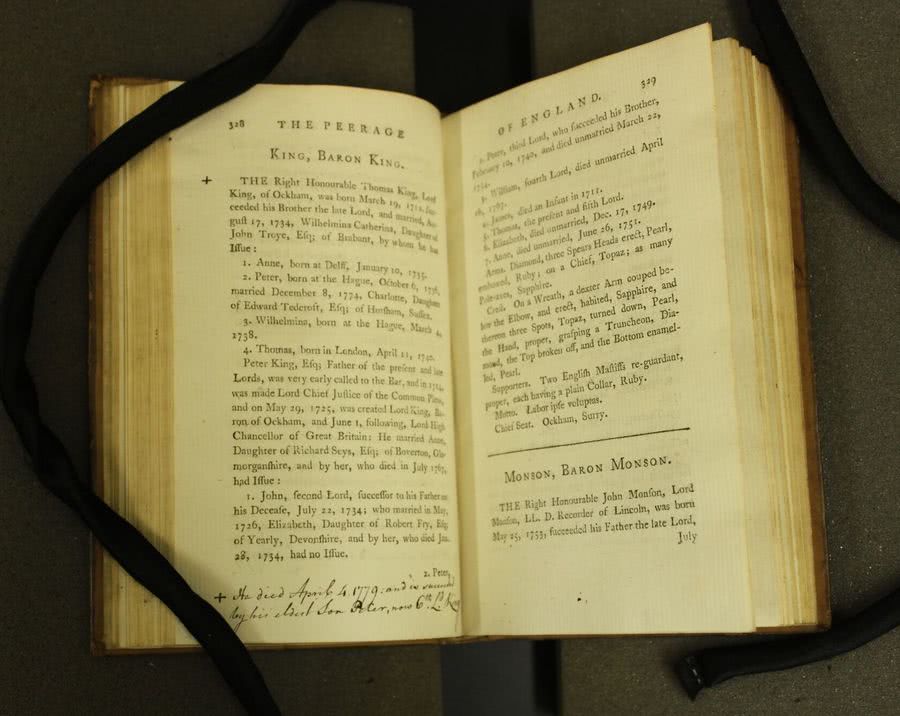 328 THE PEERAGE
KING, BARON KING.
+ THE Right Honourable Thomas King, Lord
King, of Ockham, was born March 19, 1712, suc-
ceeded his Brother the late Lord, and married, Au-
guſt 17, 1734, Wilhelmina Catherina, Daughter of
John Troye, Eſq; of Brabant, by whom he has
Iſſue:
1. Anne, born at Delff, January 10, 1735.
2. Peter, born at the Hague, October 6, 1736,
married December 8, 1774, Charlotte, Daughter
of Edward Tedcroft, Eſq; of Horſham, Suſſex.
3. Wilhelmina, born at the Hague, March 4,
1738.
4. Thomas, born in London, April 11, 1740.
Peter King, Eſq; Father of the preſent and late
Lords, was very early called to the Bar, and in 1714,
was made Lord Chief Juſtice of the Common Pleas,
and on May 29, 1725, was created Lord King, Ba-
ron of Ockham, and June 1, following, Lord High
Chancellor of Great Britain: He married Anne,
Daughter of Richard Seys, Eſq; of Boverton, Gla-
morganſhire, and by her, who died in July 1767,
had Iſſue:
1. John, ſecond Lord, ſucceſſor to his Father on
his Deceaſe, July 22, 1734; who married in May,
1726, Elizabeth, Daughter of Robert Fry, Eſq;
of Yearly, Devonſhire, and by her, who died Jan.
28, 1734, had no Iſſue.
2. Peter,
+ He died April 4. 1779: and is succeeded
by his eldest Son Peter, now 6th Ld King
OF ENGLAND. 329
2. Peter, third Lord, who ſucceeded his Brother,
February 10, 1740, and died unmarried March 22,
1754.
3. William, fourth Lord, died unmarried April
16, 1767.
4. James, died an Infant in 1711.
5. Thomas, the preſent and fifth Lord.
6. Elizabeth, died unmarried, Dec. 17, 1749.
7. Anne, died unmarried, June 26, 1751.
Arms. Diamond, three Spears Heads erect, Pearl,
embrued, Ruby; on a Chief, Topaz; as many
Pole-axes, Sapphire.
Creſt. On a Wreath, a dexter Arm couped be-
low the Elbow, and erect, habited, Sapphire, and
thereon three Spots, Topaz, turned down, Pearl,
the Hand, proper, graſping a Truncheon, Dia-
mond, the Top broken off, and the Bottom enamel-
led, Pearl.
Supporters. Two Engliſh Maſtiffs re-guardant,
proper, each having a plain Collar, Ruby.
Motto. Labor ipſe voluptas.
Chief Seat. Ockham, Surry.
MONSON, BARON MONSON.
THE Right Honourable John Monſon, Lord
Monſon, LL. D. Recorder of Lincoln, was born
May 25, 1753, ſucceeded his Father the late Lord,
July